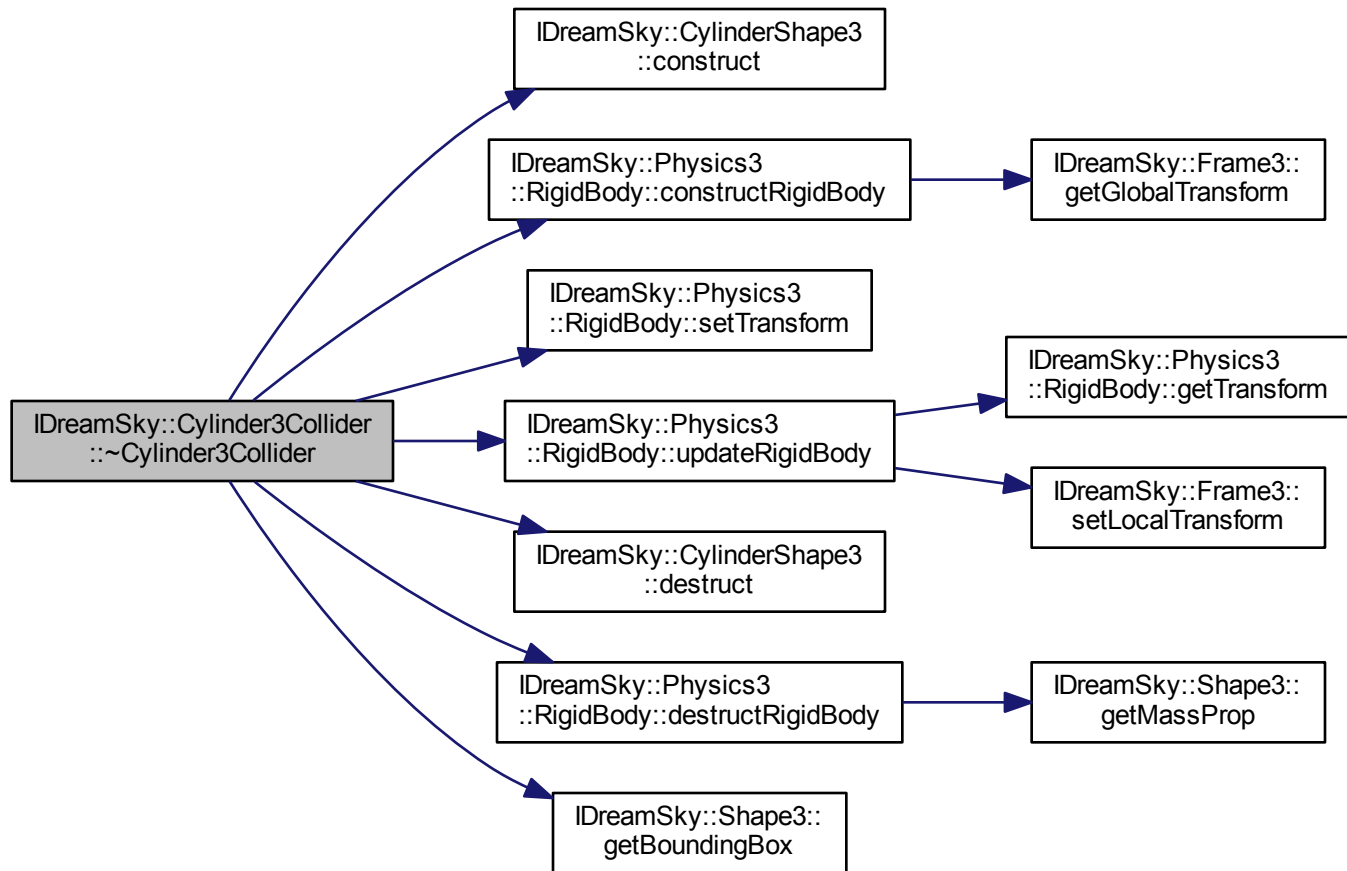 IDreamSky::CylinderShape3
::construct
IDreamSky::Physics3
::RigidBody::constructRigidBody
IDreamSky::Frame3::
getGlobalTransform
IDreamSky::Physics3
::RigidBody::setTransform
IDreamSky::Cylinder3Collider
::~Cylinder3Collider
IDreamSky::Physics3
::RigidBody::updateRigidBody
IDreamSky::Physics3
::RigidBody::getTransform
IDreamSky::Frame3::
setLocalTransform
IDreamSky::CylinderShape3
::destruct
IDreamSky::Physics3
::RigidBody::destructRigidBody
IDreamSky::Shape3::
getMassProp
IDreamSky::Shape3::
getBoundingBox